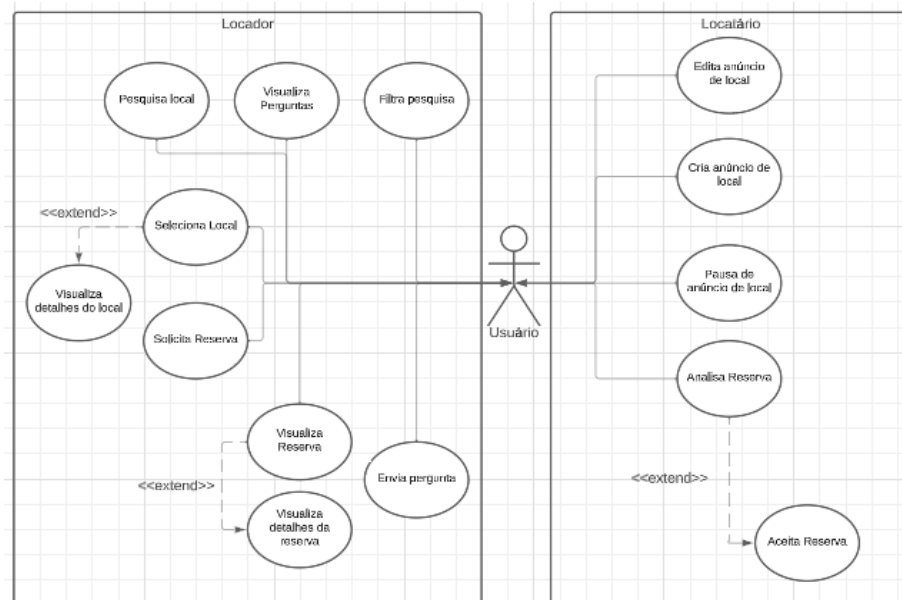 Locador
Locatário
Pesquisa local
Visualiza
Perguntas
Filtra pesquisa
Edita anúncio
de local
Cria anúncio de
local
<<extend>>
Seleciona Local
Visualiza
detalhes do local
Solicita Reserva
Usuário
Pausa de
anúncio de local
Analisa Reserva
Visualiza
Reserva
<<extend>>
Envia pergunta
<<extend>>
Visualiza
detalhes da
reserva
Aceita Reserva